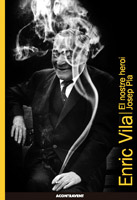 Enric Vila
El nostre heroi
Josep Pla
ACONTRAVENT